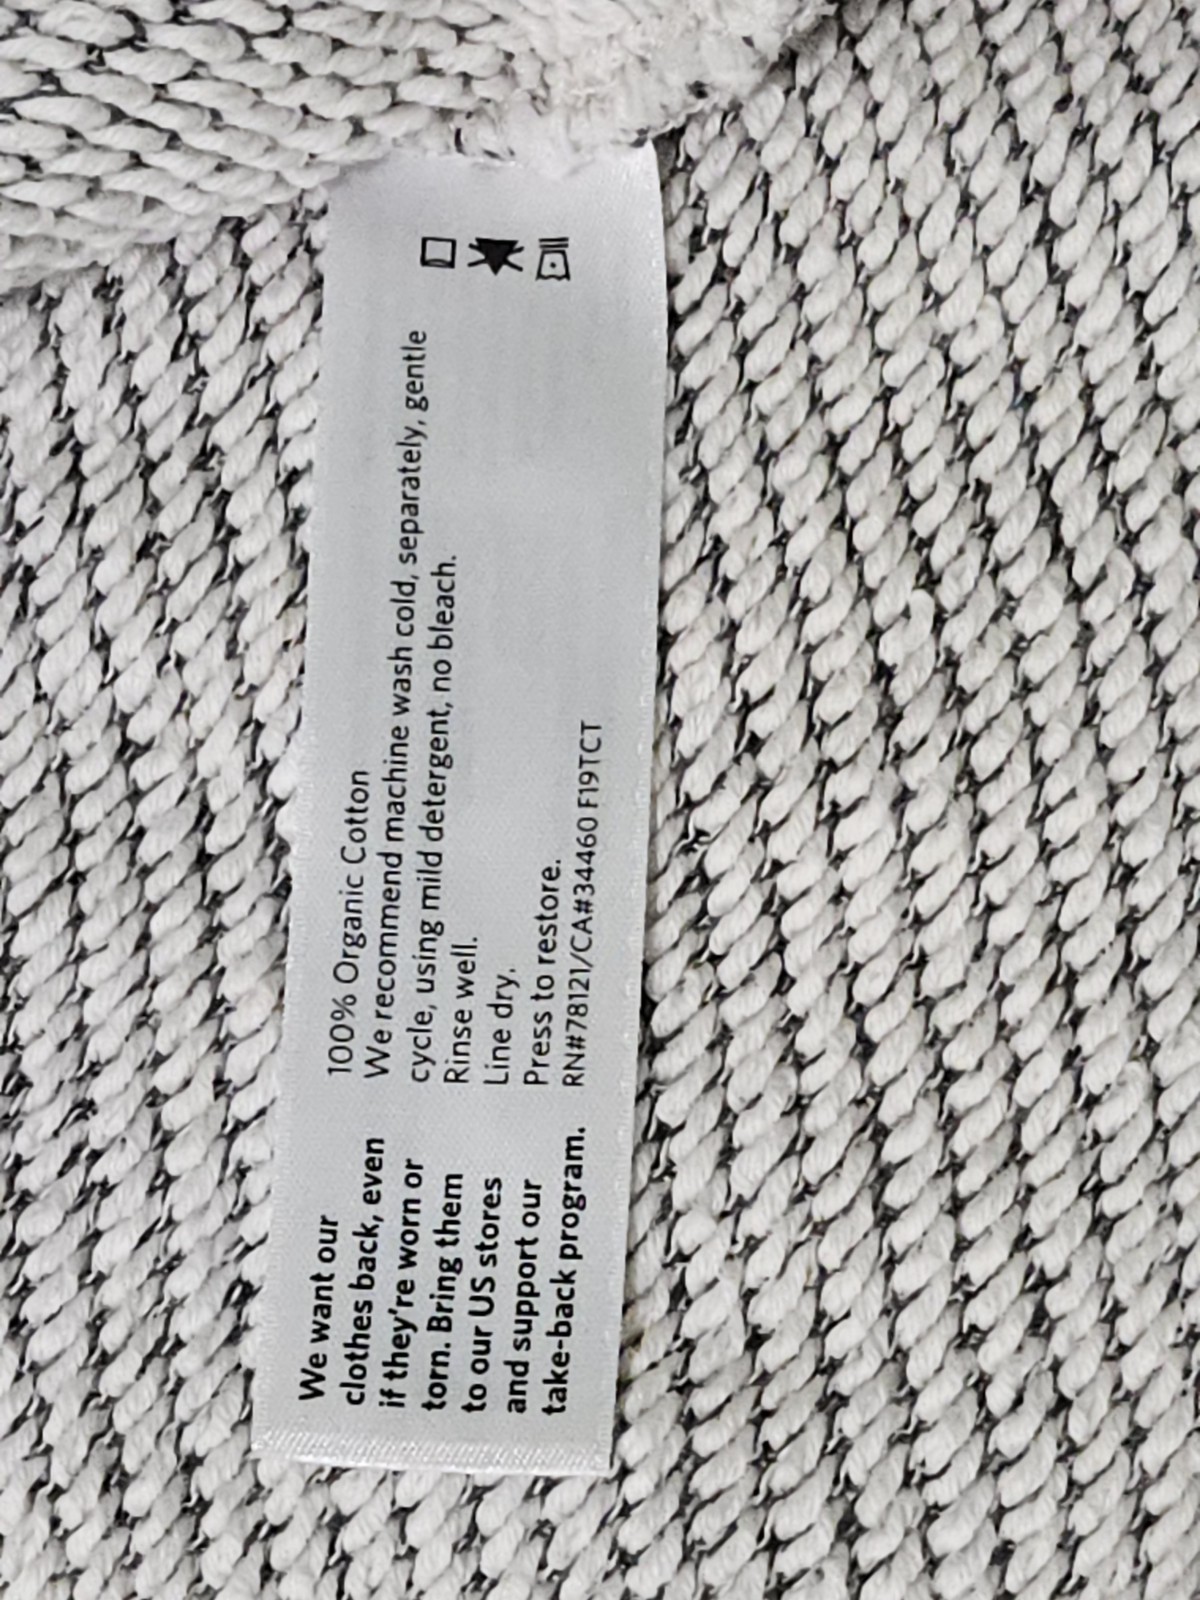 We want our
clothes back, even
if they're worn or
torn. Bring them
to our US stores
and support our
take-back program.
100% Organic Cotton
We recommend machine wash cold, separately, gentle
cycle, using mild detergent, no bleach.
Rinse well.
Line dry.
Press to restore.
RN#78121/CA#34460 F19TCT